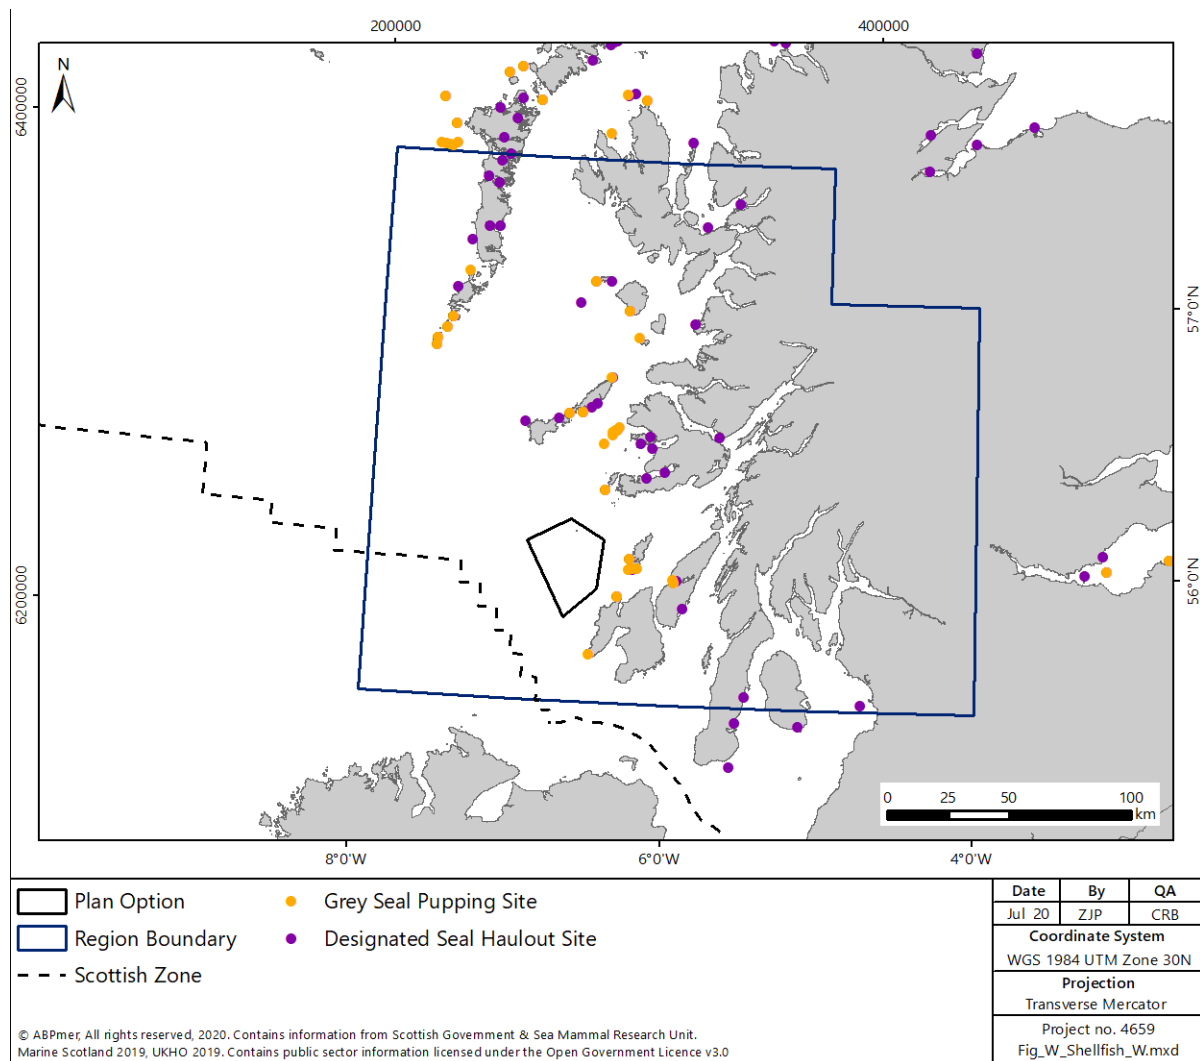 200000
400000
N
6400000
57°0'N
6200000
56°0'N
0
25
50
100
km
8°0'W
6°0'W
4°0'W
Plan Option
Region Boundary
Scottish Zone
Grey Seal Pupping Site
Designated Seal Haulout Site
Date
By
QA
Jul 20
ZJP
CRB
Coordinate System
WGS 1984 UTM Zone 30N
Projection
Transverse Mercator
Project no. 4659
Fig_W_Shellfish_W.mxd
© ABPmer, All rights reserved, 2020. Contains information from Scottish Government & Sea Mammal Research Unit.
Marine Scotland 2019, UKHO 2019. Contains public sector information licensed under the Open Government Licence v3.0